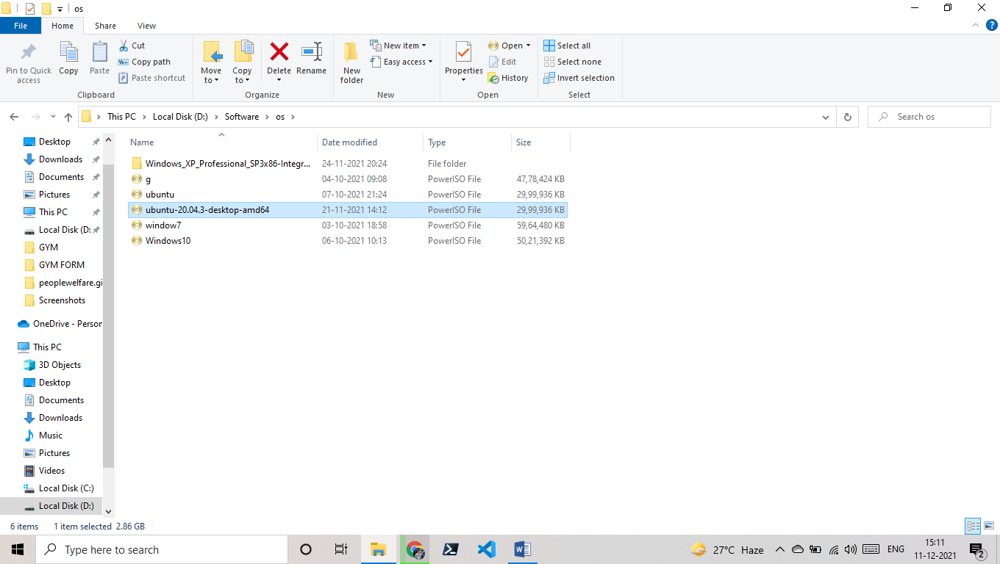 os
File Home Share View
Pin to Quick access
Copy
Paste
Cut
Copy path
Paste shortcut
Clipboard
Move to
Copy to
Delete
Rename
Organize
New folder
New item
Easy access
New
Properties
Open
Edit
History
Open
Select all
Select none
Invert selection
Select
This PC Local Disk (D:) Software os
Search os
Name Date modified Type Size
Windows_XP_Professional_SP3x86-Integr... 24-11-2021 20:24 File folder
g 04-10-2021 09:08 PowerISO File 47,78,424 KB
ubuntu 07-10-2021 21:24 PowerISO File 29,99,936 KB
ubuntu-20.04.3-desktop-amd64 21-11-2021 14:12 PowerISO File 29,99,936 KB
window7 03-10-2021 18:58 PowerISO File 59,64,480 KB
Windows10 06-10-2021 10:13 PowerISO File 50,21,392 KB
Desktop
Downloads
Documents
Pictures
This PC
Local Disk (D:
GYM
GYM FORM
peoplewelfare.gi
Screenshots
OneDrive - Person
This PC
3D Objects
Desktop
Documents
Downloads
Music
Pictures
Videos
Local Disk (C:)
Local Disk (D:)
6 items 1 item selected 2.86 GB
Type here to search
27°C Haze
ENG
15:11
11-12-2021
2